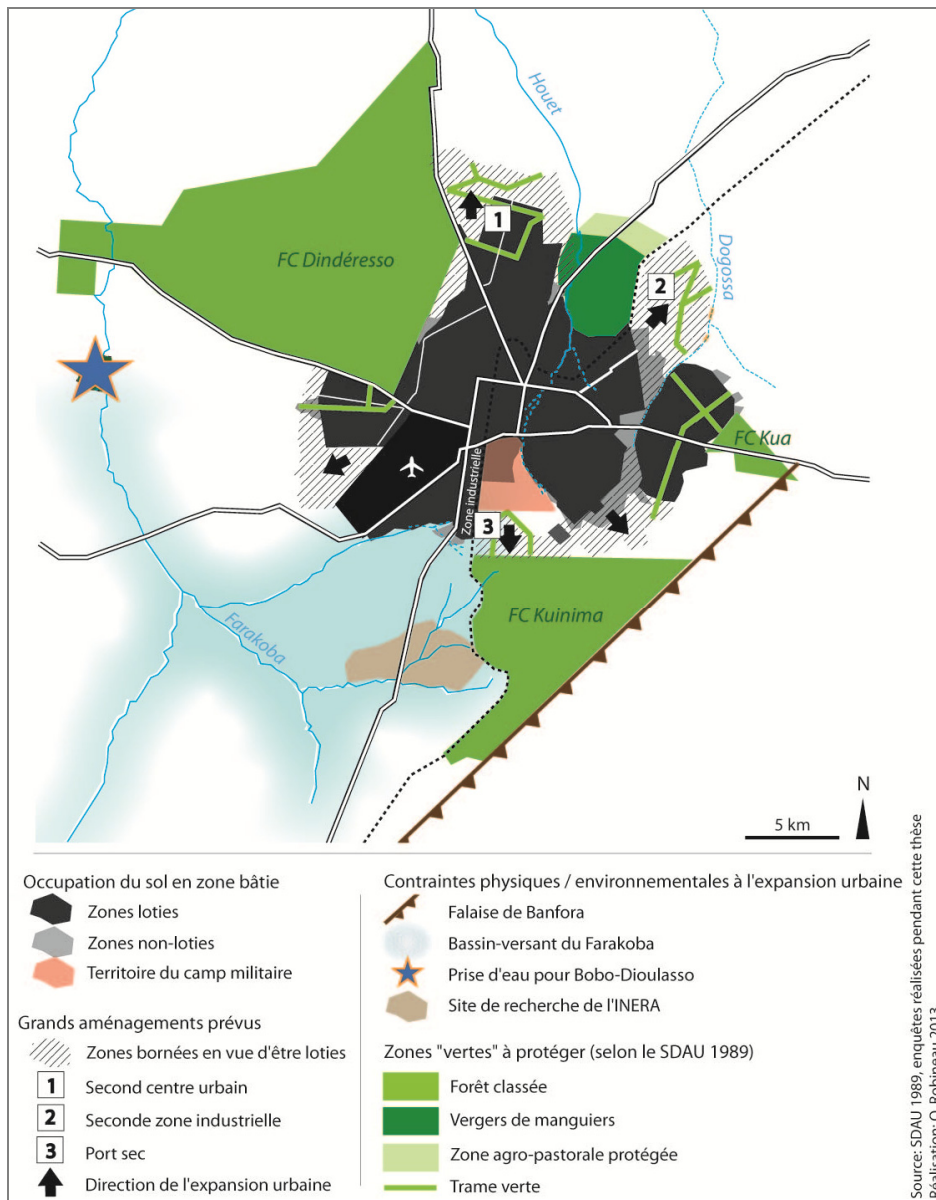 Houet
Dogossa
FC Dindéresso
1
2
FC Kua
Zone industrielle
3
FC Kuinima
Farakoba
N
5 km
Occupation du sol en zone bâtie
Zones loties
Zones non-loties
Territoire du camp militaire
Grands aménagements prévus
Zones bornées en vue d'être loties
1 Second centre urbain
2 Seconde zone industrielle
3 Port sec
Direction de l'expansion urbaine
Contraintes physiques / environnementales à l'expansion urbaine
Falaise de Banfora
Bassin-versant du Farakoba
Prise d'eau pour Bobo-Dioulasso
Site de recherche de l'INERA
Zones "vertes" à protéger (selon le SDAU 1989)
Forêt classée
Vergers de manguiers
Zone agro-pastorale protégée
Trame verte
Source: SDAU 1989, enquêtes réalisées pendant cette thèse
Réalisation: O. Robineau 2013